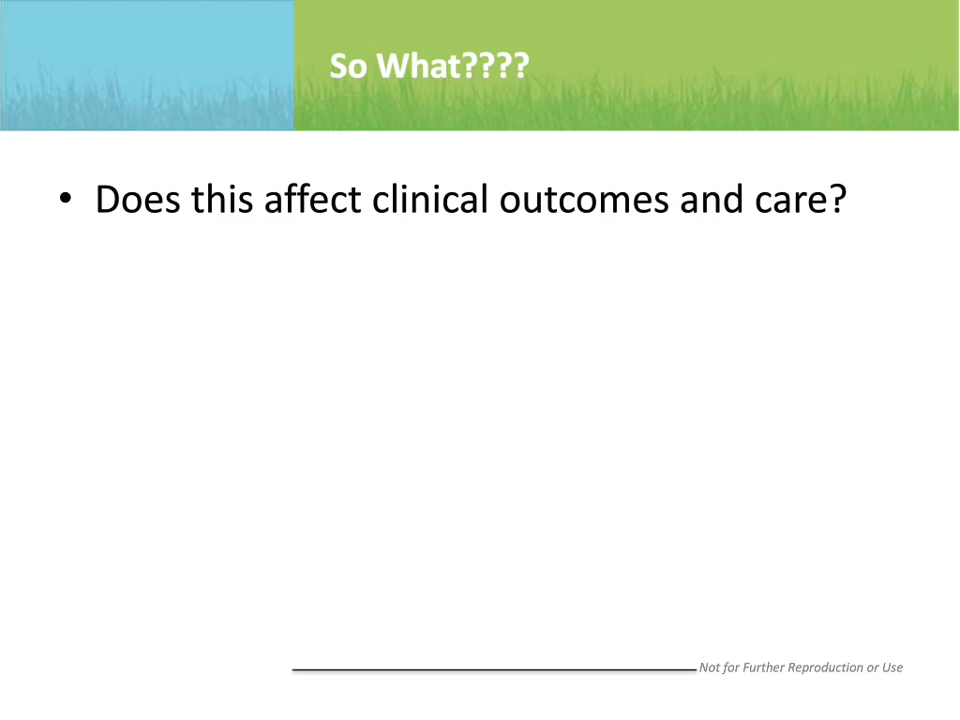 So What????
• Does this affect clinical outcomes and care?
Not for Further Reproduction or Use